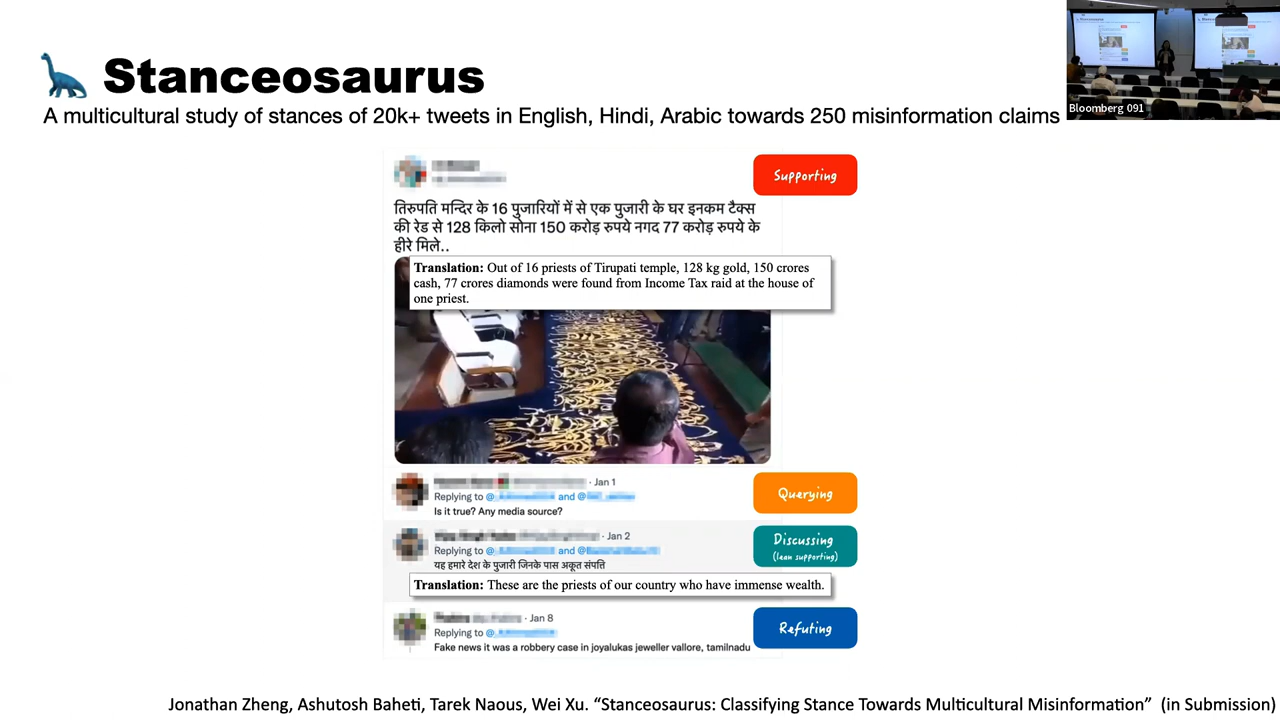 Stanceosaurus
A multicultural study of stances of 20k+ tweets in English, Hindi, Arabic towards 250 misinformation claims
Bloomberg 091
Supporting
तिरुपति मन्दिर के 16 पुजारियों में से एक पुजारी के घर इनकम टैक्स
की रेड से 128 किलो सोना 150 करोड़ रुपये नगद 77 करोड़ रुपये के
हीरे मिले..
Translation: Out of 16 priests of Tirupati temple, 128 kg gold, 150 crores
cash, 77 crores diamonds were found from Income Tax raid at the house of
one priest.
· Jan 1
Replying to @ and @
Is it true? Any media source?
Querying
· Jan 2
Replying to @ and @
यह हमारे देश के पुजारी जिनके पास अकूत संपत्ति
Discussing
(lean supporting)
Translation: These are the priests of our country who have immense wealth.
· Jan 8
Replying to @
Fake news it was a robbery case in joyalukas jeweller vallore, tamilnadu
Refuting
Jonathan Zheng, Ashutosh Baheti, Tarek Naous, Wei Xu. “Stanceosaurus: Classifying Stance Towards Multicultural Misinformation” (in Submission)